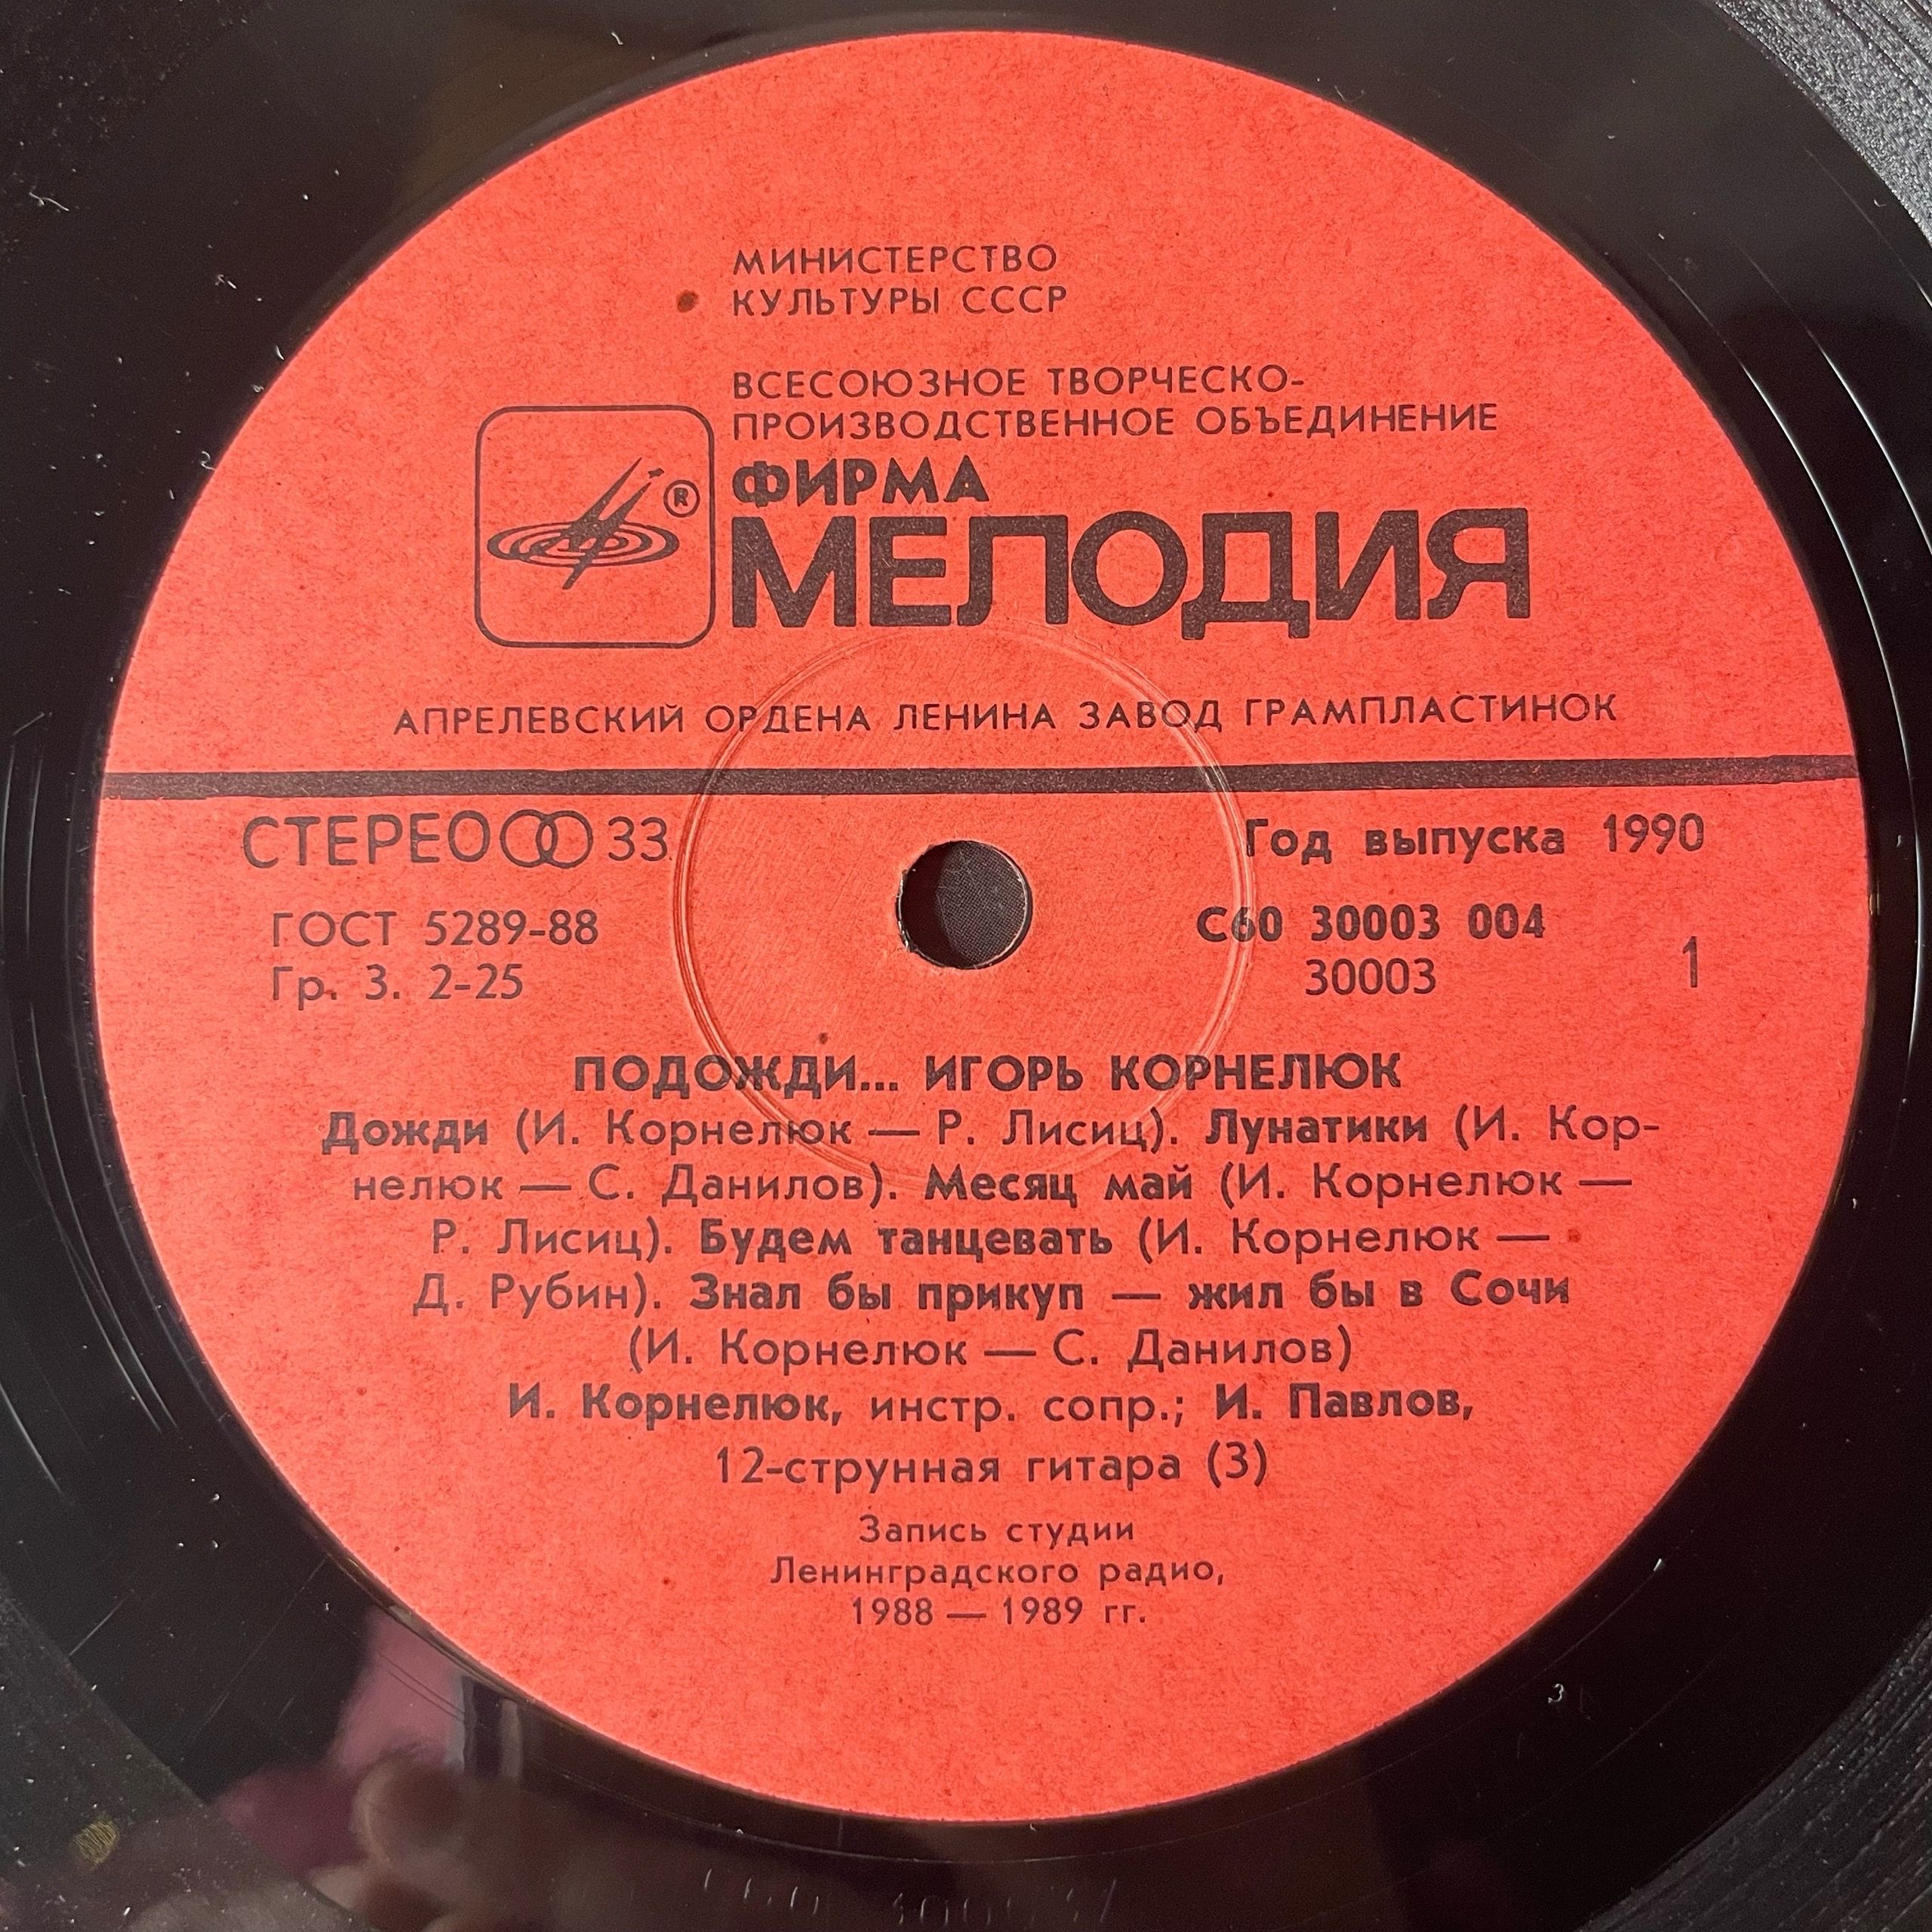 МИНИСТЕРСТВО
КУЛЬТУРЫ СССР
ВСЕСОЮЗНОЕ ТВОРЧЕСКО-
ПРОИЗВОДСТВЕННОЕ ОБЪЕДИНЕНИЕ
ФИРМА
®
МЕЛОДИЯ
АПРЕЛЕВСКИЙ ОРДЕНА ЛЕНИНА ЗАВОД ГРАМПЛАСТИНОК
СТЕРЕО 33
Год выпуска 1990
ГОСТ 5289-88
С60 30003 004
Гр. 3. 2-25
30003
1
ПОДОЖДИ... ИГОРЬ КОРНЕЛЮК
Дожди (И. Корнелюк — Р. Лисиц). Лунатики (И. Кор-
нелюк — С. Данилов). Месяц май (И. Корнелюк —
Р. Лисиц). Будем танцевать (И. Корнелюк —
Д. Рубин). Знал бы прикуп — жил бы в Сочи
(И. Корнелюк — С. Данилов)
И. Корнелюк, инстр. сопр.; И. Павлов,
12-струнная гитара (3)
Запись студии
Ленинградского радио,
1988 — 1989 гг.